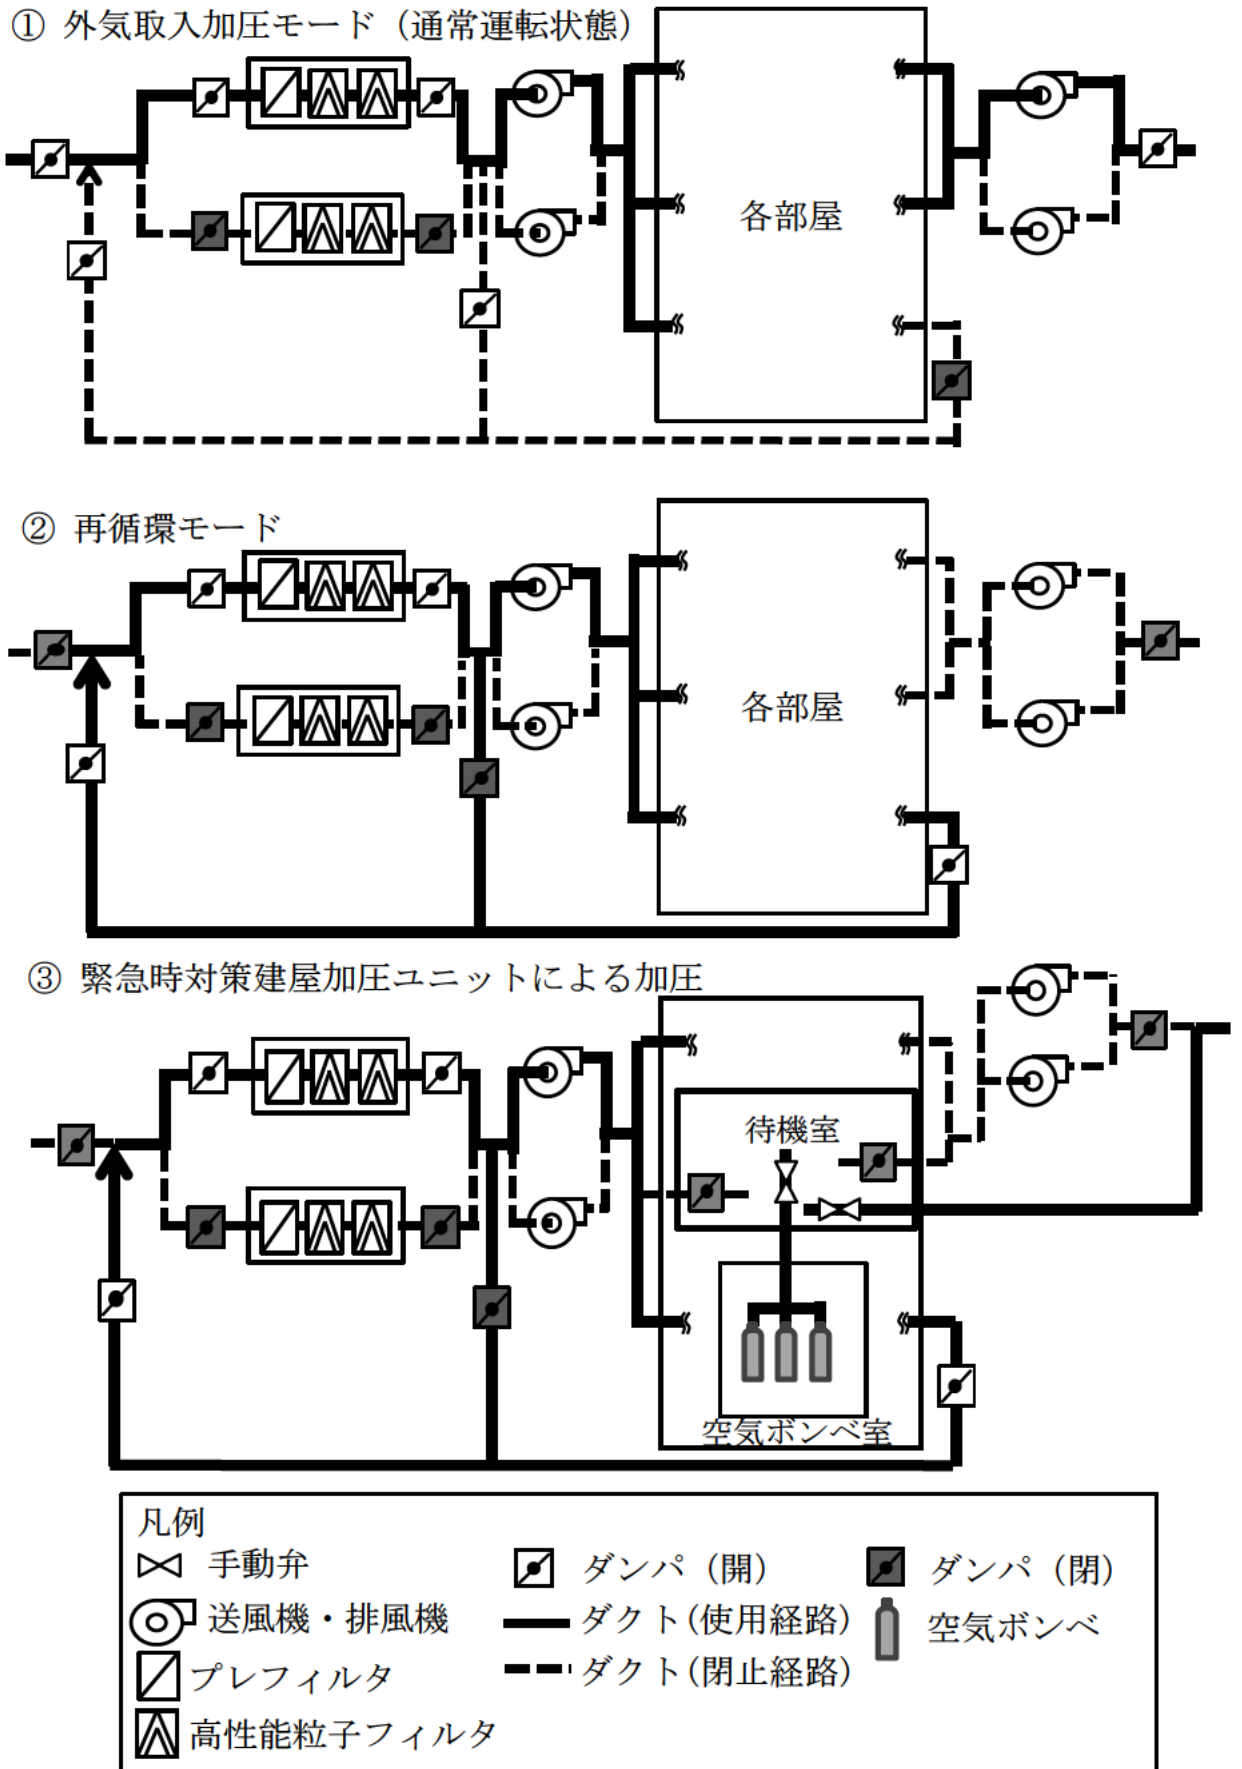 ① 外気取入加圧モード（通常運転状態）
各部屋
② 再循環モード
各部屋
③ 緊急時対策建屋加圧ユニットによる加圧
待機室
空気ボンベ室
凡例
手動弁
ダンパ（開）
ダンパ（閉）
送風機・排風機
ダクト(使用経路)
空気ボンベ
プレフィルタ
ダクト(閉止経路)
高性能粒子フィルタ